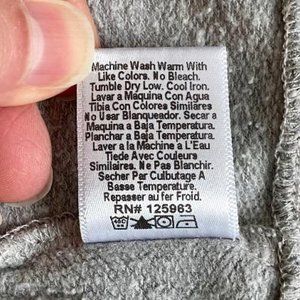 Machine Wash Warm With
Like Colors. No Bleach.
Tumble Dry Low. Cool Iron.
Lavar a Maquina Con Agua
Tibia Con Colores Similares
No Usar Blanqueador. Secar a
Maquina a Baja Temperatura.
Planchar a Baja Temperatura.
Laver a la Machine a L'Eau
Tiede Avec Couleurs
Similaires. Ne Pas Blanchir.
Secher Par Culbutage A
Basse Temperature.
Repasser au fer Froid.
RN# 125963